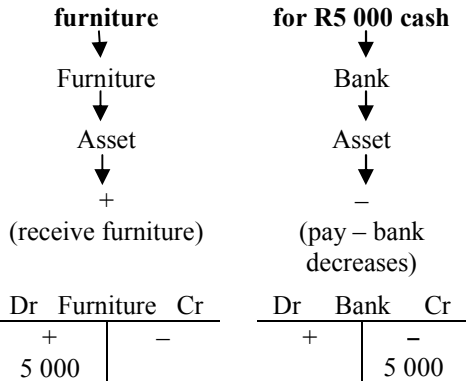 furniture for R5 000 cash
Furniture Bank
Asset Asset
+ –
(receive furniture) (pay – bank
decreases)
Dr Furniture Cr Dr Bank Cr
+ – + –
5 000 5 000